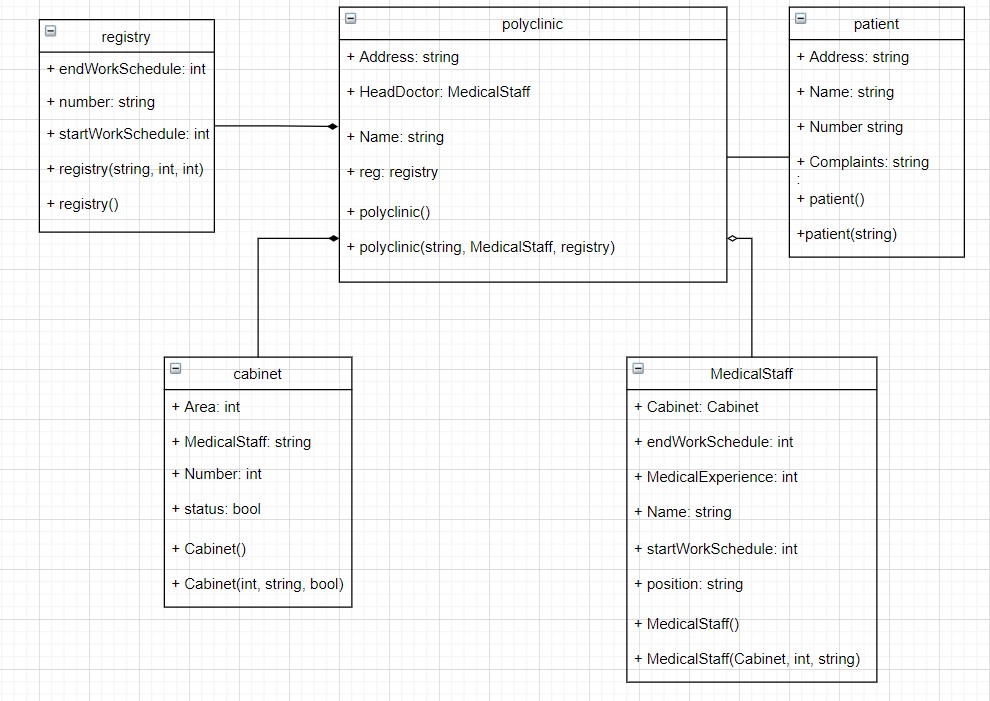 registry
+ endWorkSchedule: int
+ number: string
+ startWorkSchedule: int
+ registry(string, int, int)
+ registry()
polyclinic
+ Address: string
+ HeadDoctor: MedicalStaff
+ Name: string
+ reg: registry
+ polyclinic()
+ polyclinic(string, MedicalStaff, registry)
patient
+ Address: string
+ Name: string
+ Number string
+ Complaints: string
:
+ patient()
+patient(string)
cabinet
+ Area: int
+ MedicalStaff: string
+ Number: int
+ status: bool
+ Cabinet()
+ Cabinet(int, string, bool)
MedicalStaff
+ Cabinet: Cabinet
+ endWorkSchedule: int
+ MedicalExperience: int
+ Name: string
+ startWorkSchedule: int
+ position: string
+ MedicalStaff()
+ MedicalStaff(Cabinet, int, string)